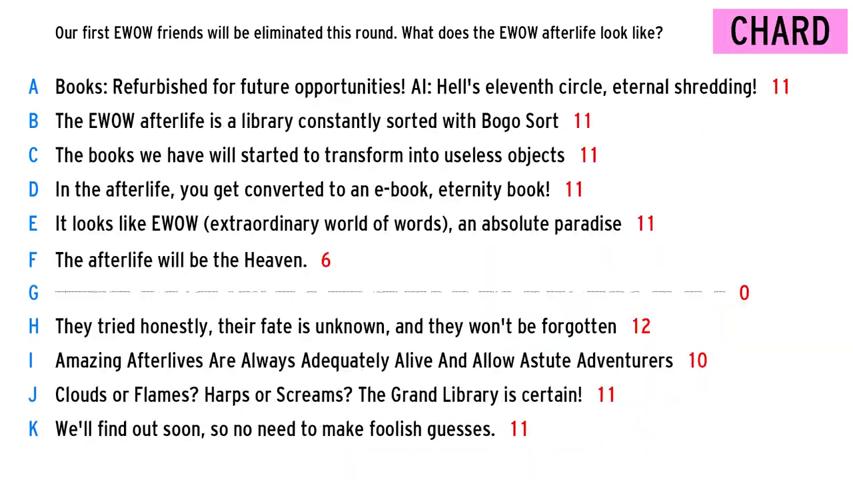 Our first EWOW friends will be eliminated this round. What does the EWOW afterlife look like?
CHARD
A Books: Refurbished for future opportunities! AI: Hell's eleventh circle, eternal shredding! 11
B The EWOW afterlife is a library constantly sorted with Bogo Sort 11
C The books we have will started to transform into useless objects 11
D In the afterlife, you get converted to an e-book, eternity book! 11
E It looks like EWOW (extraordinary world of words), an absolute paradise 11
F The afterlife will be the Heaven. 6
G 0
H They tried honestly, their fate is unknown, and they won't be forgotten 12
I Amazing Afterlives Are Always Adequately Alive And Allow Astute Adventurers 10
J Clouds or Flames? Harps or Screams? The Grand Library is certain! 11
K We'll find out soon, so no need to make foolish guesses. 11